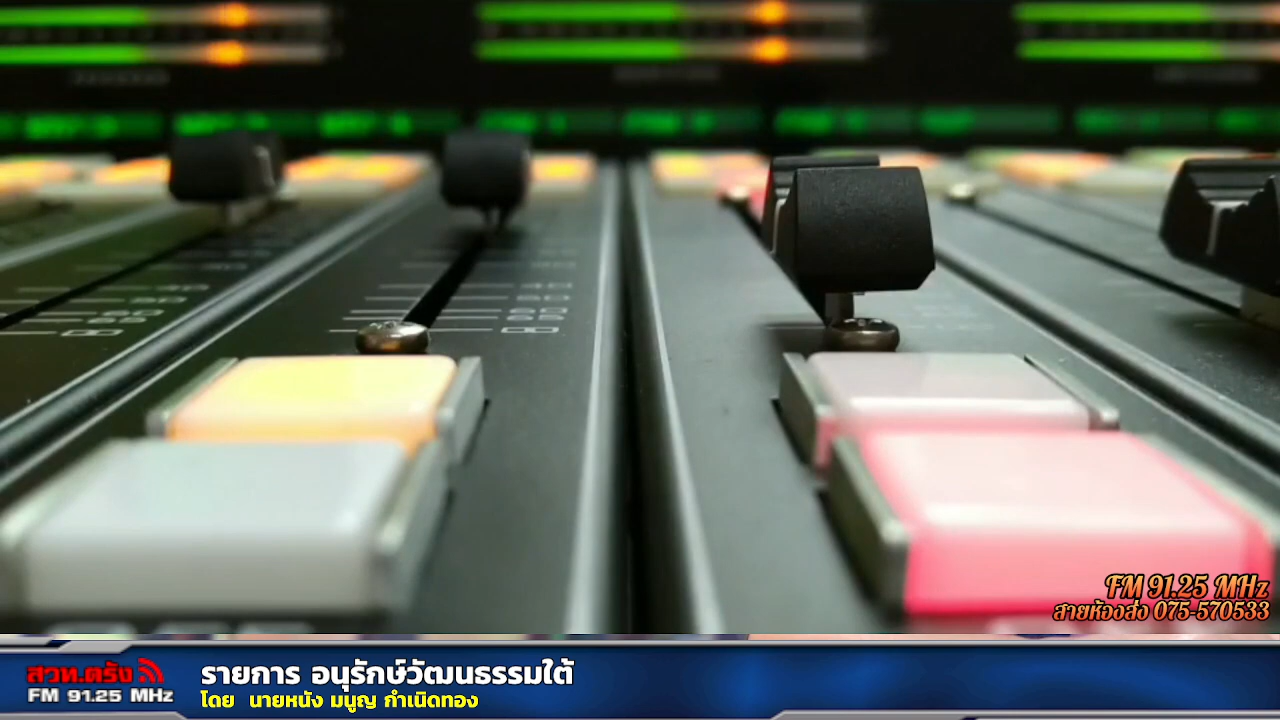 FM 91.25 MHz
สายห้องส่ง 075-570533
สวท.ตรัง
FM 91.25 MHz
รายการ อนุรักษ์วัฒนธรรมใต้
โดย นายหนัง มนูญ กำเนิดทอง